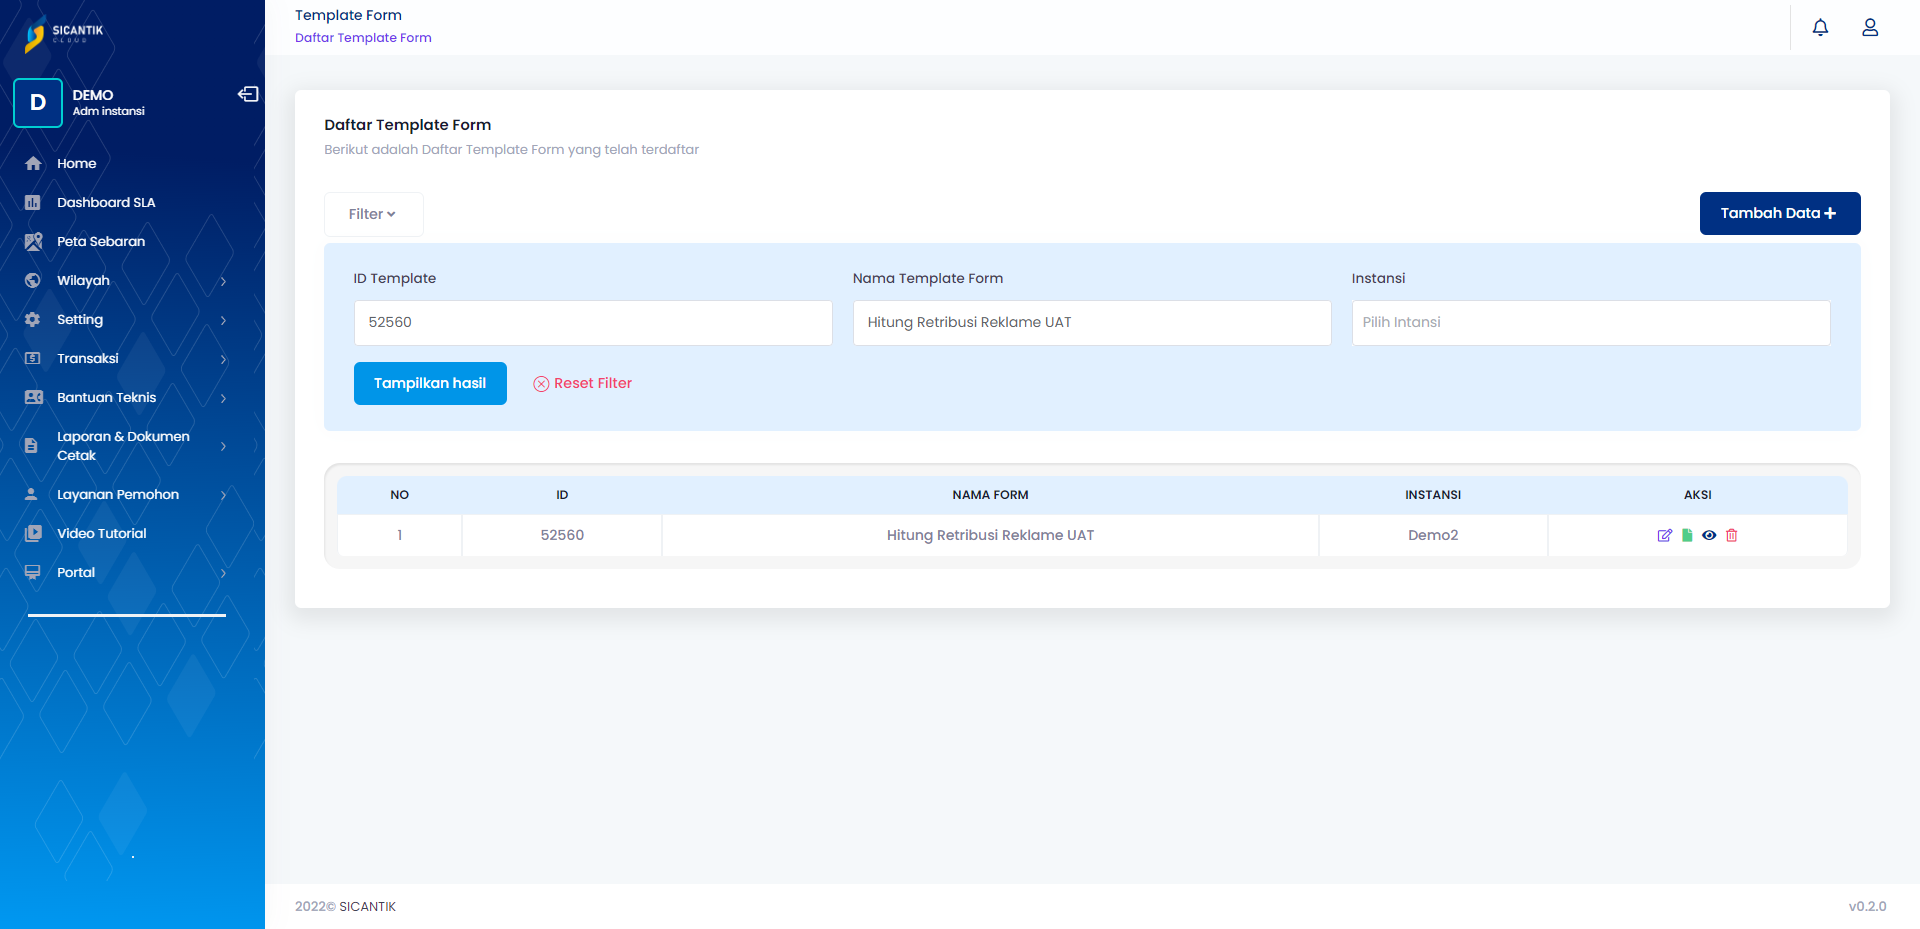 SICANTIK
CLOUD
D
DEMO
Adm instansi
Home
Dashboard SLA
Peta Sebaran
Wilayah
Setting
Transaksi
Bantuan Teknis
Laporan & Dokumen
Cetak
Layanan Pemohon
Video Tutorial
Portal
Template Form
Daftar Template Form
Daftar Template Form
Berikut adalah Daftar Template Form yang telah terdaftar
Filter
Tambah Data
ID Template
Nama Template Form
Instansi
52560
Hitung Retribusi Reklame UAT
Pilih Intansi
Tampilkan hasil
Reset Filter
NO ID NAMA FORM INSTANSI AKSI
1 52560 Hitung Retribusi Reklame UAT Demo2
2022© SICANTIK
v0.2.0